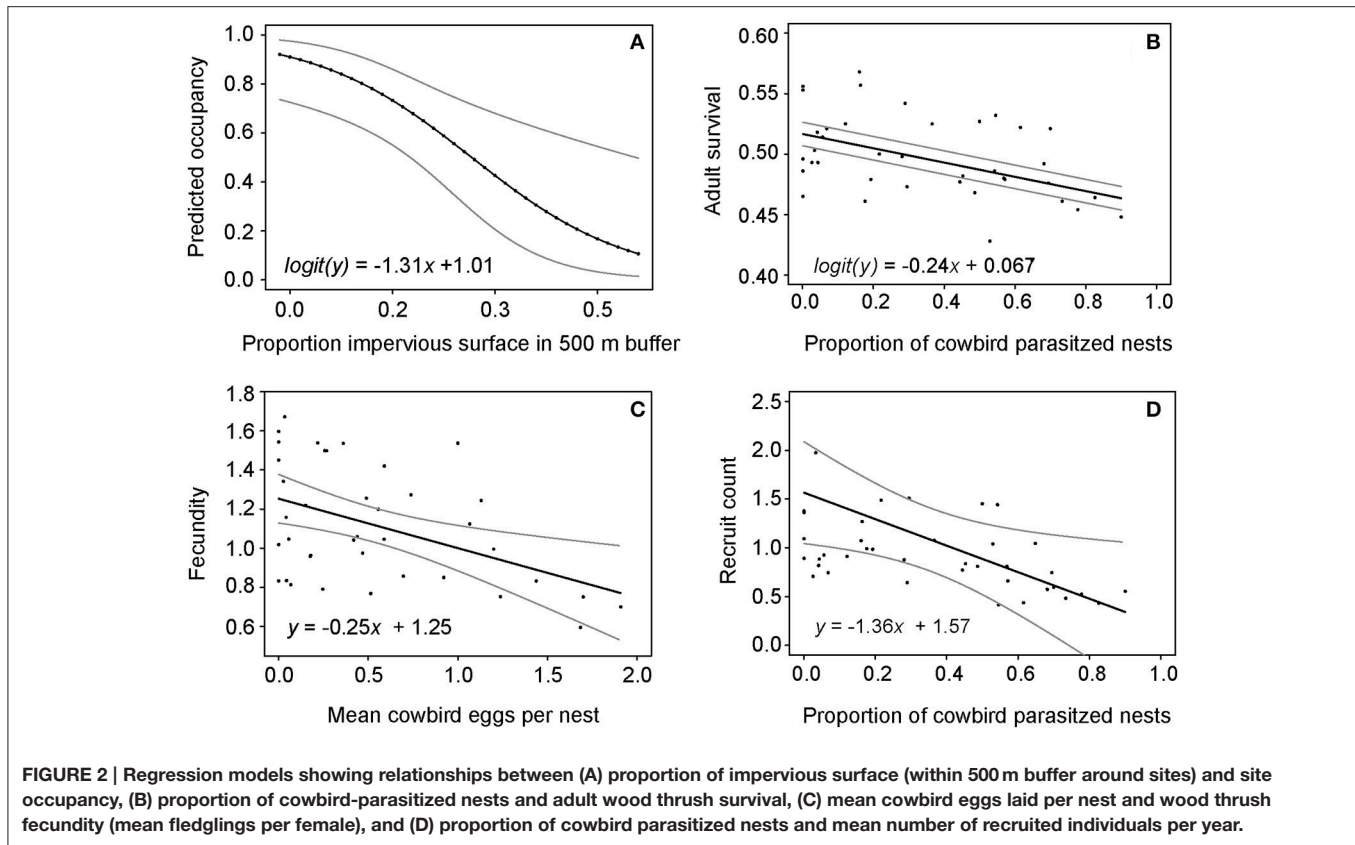 A
1.0
0.8
0.6
0.4
0.2
0.0
Predicted occupancy
logit(y) = -1.31x +1.01
0.0 0.2 0.3 0.5
Proportion impervious surface in 500 m buffer
B
0.60
0.55
0.50
0.45
0.40
Adult survival
logit(y) = -0.24x + 0.067
0.0 0.2 0.4 0.6 0.8 1.0
Proportion of cowbird parasitzed nests
C
1.8
1.6
1.4
1.2
1.0
0.8
0.6
Fecundity
y = -0.25x + 1.25
0.0 0.5 1.0 1.5 2.0
Mean cowbird eggs per nest
D
2.5
2.0
1.5
1.0
0.5
0.0
Recruit count
y = -1.36x + 1.57
0.0 0.2 0.4 0.6 0.8 1.0
Proportion of cowbird parasitzed nests
FIGURE 2 | Regression models showing relationships between (A) proportion of impervious surface (within 500 m buffer around sites) and site
occupancy, (B) proportion of cowbird-parasitized nests and adult wood thrush survival, (C) mean cowbird eggs laid per nest and wood thrush
fecundity (mean fledglings per female), and (D) proportion of cowbird parasitized nests and mean number of recruited individuals per year.